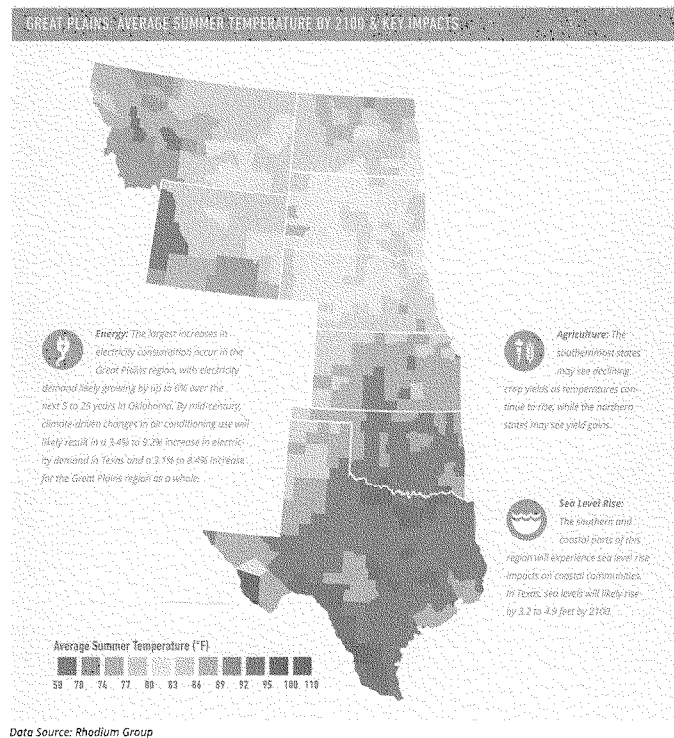 GREAT PLAINS: AVERAGE SUMMER TEMPERATURE BY 2100 & KEY IMPACTS
Energy: The largest increases in
electricity consumption occur in the
Great Plains region, with electricity
demand likely growing by up to 6% over the
next 5 to 25 years in Oklahoma. By mid-century,
climate-driven changes in air conditioning use will
likely result in a 3.4% to 9.2% increase in electric-
ity demand in Texas and a 3.1% to 8.4% increase
for the Great Plains region as a whole.
Agriculture: The
southernmost states
may see declining
crop yields as temperatures con-
tinue to rise, while the northern
states may see yield gains.
Sea Level Rise:
The southern and
coastal parts of this
region will experience sea level rise
impacts on coastal communities.
In Texas, sea levels will likely rise
by 3.2 to 4.9 feet by 2100.
Average Summer Temperature (°F)
50 70 74 77 80 83 86 89 92 95 100 110
Data Source: Rhodium Group